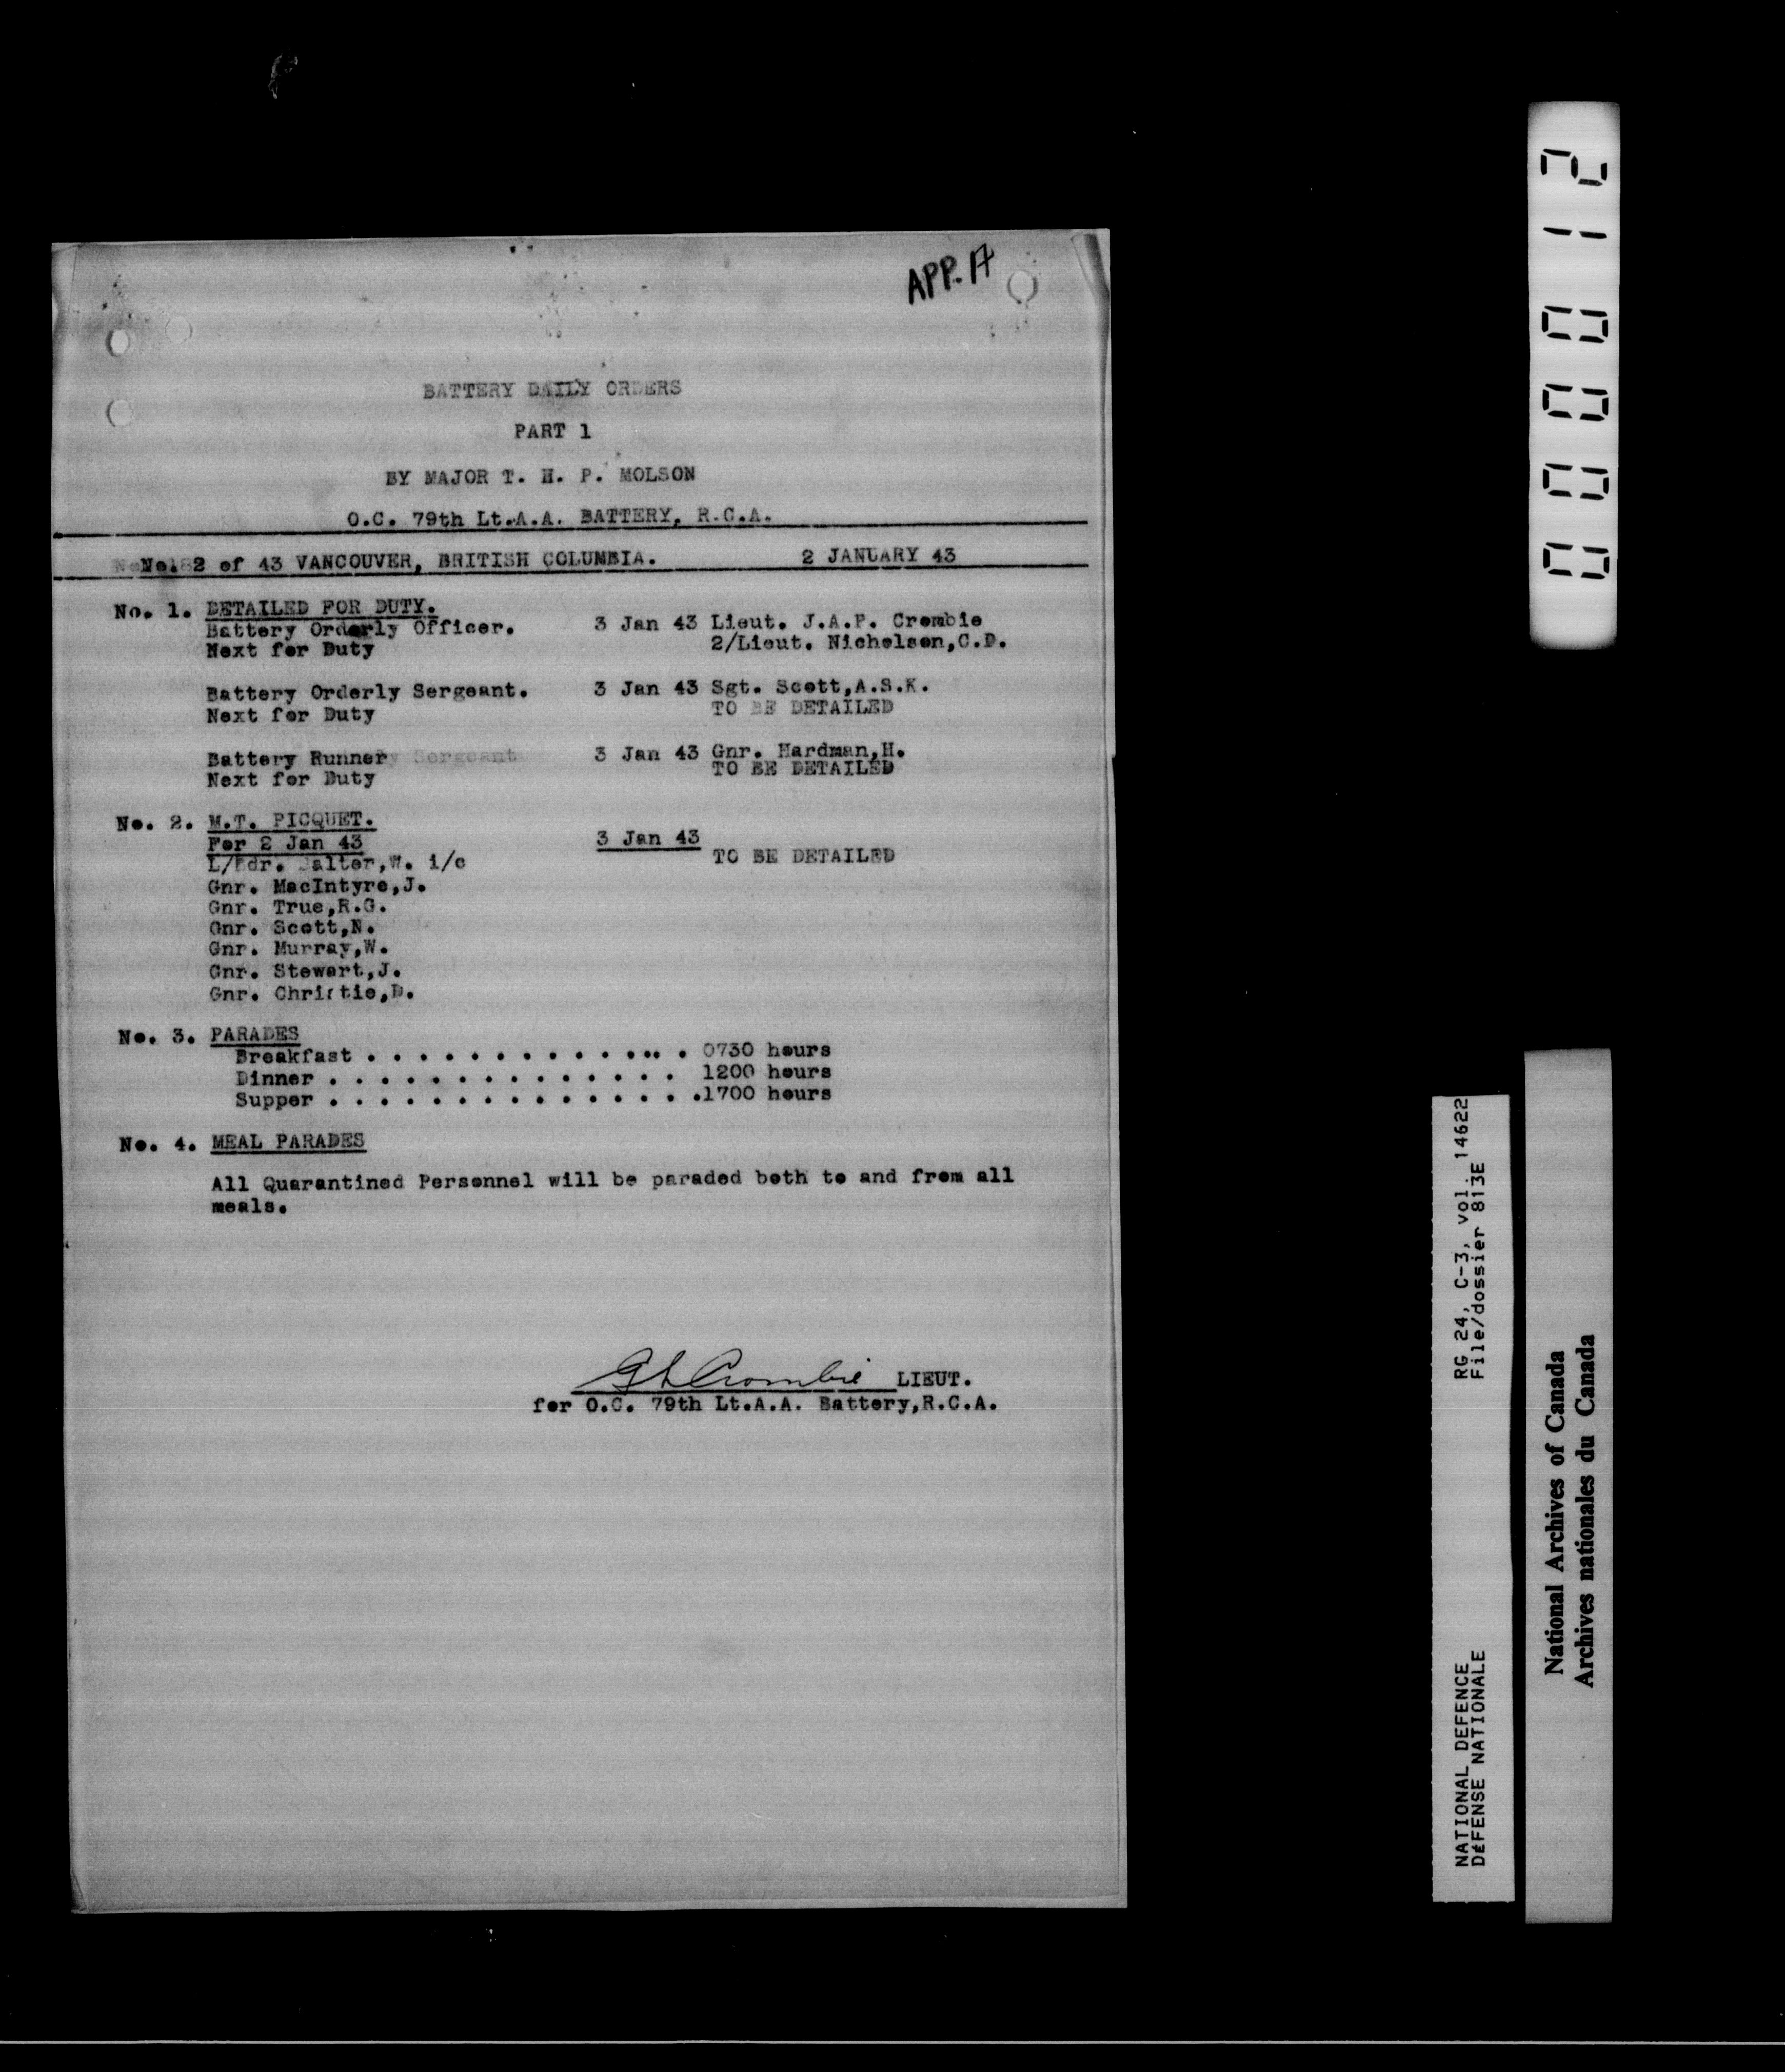 APP. A
BATTERY DAILY ORDERS
PART 1
BY MAJOR T. H. P. MOLSON
O.C. 79th Lt.A.A. BATTERY, R.C.A.
No. 2 of 43 VANCOUVER, BRITISH COLUMBIA. 2 JANUARY 43
No. 1. DETAILED FOR DUTY.
Battery Orderly Officer. 3 Jan 43 Lieut. J.A.P. Crombie
Next for Duty 2/Lieut. Nicholson,C.D.
Battery Orderly Sergeant. 3 Jan 43 Sgt. Scott,A.S.K.
Next for Duty TO BE DETAILED
Battery Runner 3 Jan 43 Gnr. Hardman,H.
Next for Duty TO BE DETAILED
No. 2. M.T. PICQUET.
For 2 Jan 43 3 Jan 43
L/Bdr. W. i/c TO BE DETAILED
Gnr. MacIntyre,J.
Gnr. True,R.G.
Gnr. Scott,N.
Gnr. Murray,W.
Gnr. Stewart,J.
Gnr. Christie,D.
No. 3. PARADES
Breakfast . . . . . . . . . . . . ... . 0730 hours
Dinner . . . . . . . . . . . . . . 1200 hours
Supper . . . . . . . . . . . . . . .1700 hours
No. 4. MEAL PARADES
All Quarantined Personnel will be paraded both to and from all
meals.
Crombie LIEUT.
for O.C. 79th Lt.A.A. Battery,R.C.A.
000012
NATIONAL DEFENCE RG 24, C-3, vol. 14622
DéFENSE NATIONALE File/dossier 813E
National Archives of Canada
Archives nationales du Canada